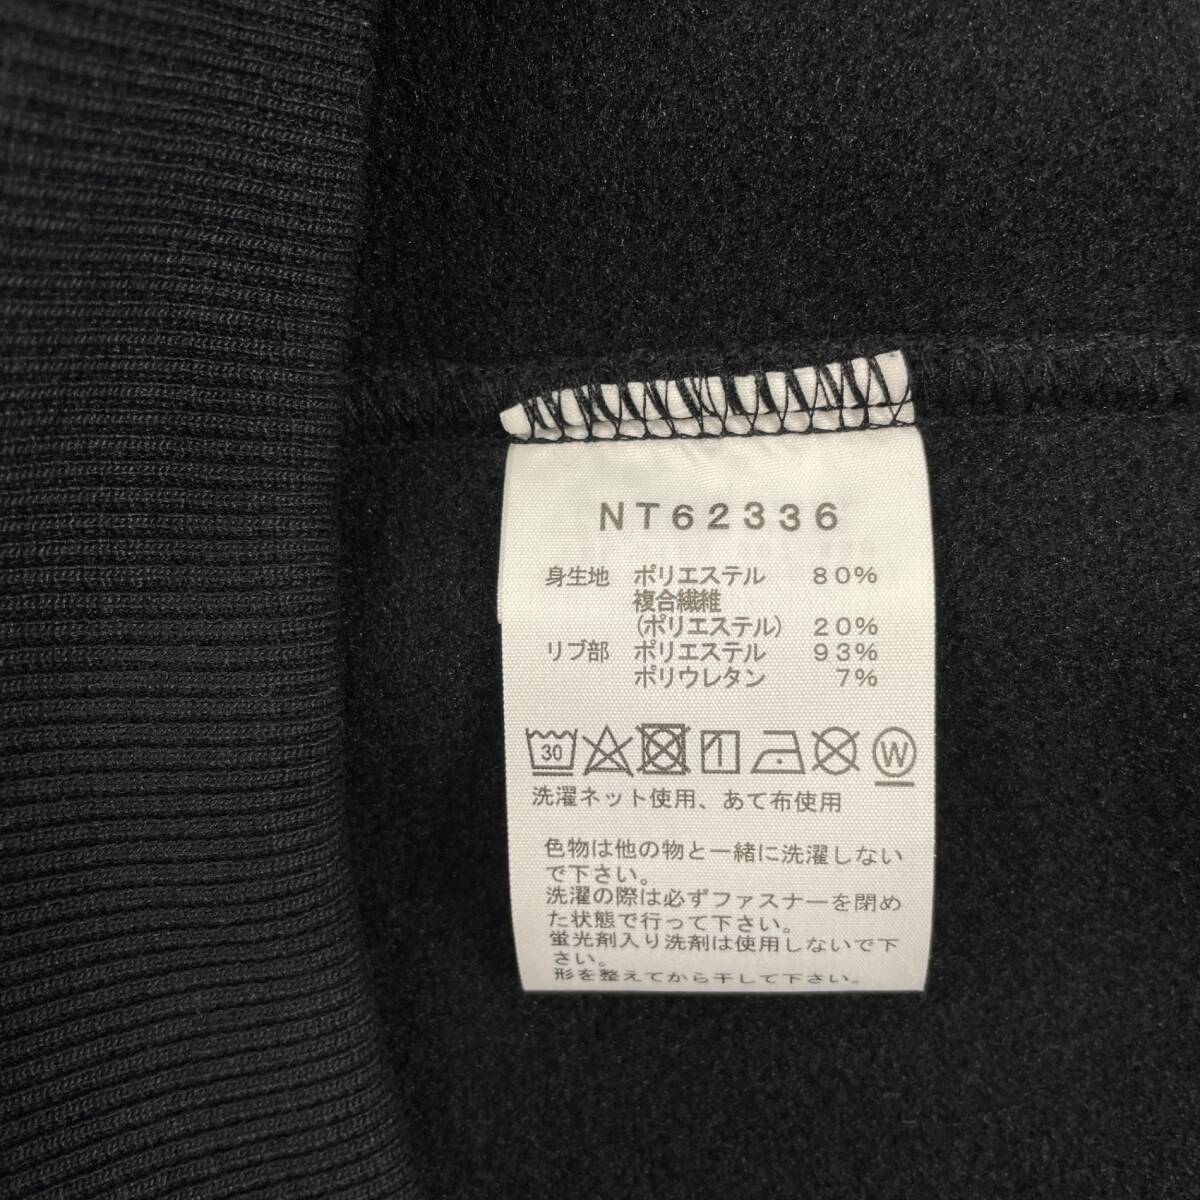 NT62336
身生地 ポリエステル 80%
複合繊維
(ポリエステル) 20%
リブ部 ポリエステル 93%
ポリウレタン 7%
30 W
洗濯ネット使用、あて布使用
色物は他の物と一緒に洗濯しない
で下さい。
洗濯の際は必ずファスナーを閉め
た状態で行って下さい。
蛍光剤入り洗剤は使用しないで下
さい。
形を整えてから干して下さい。